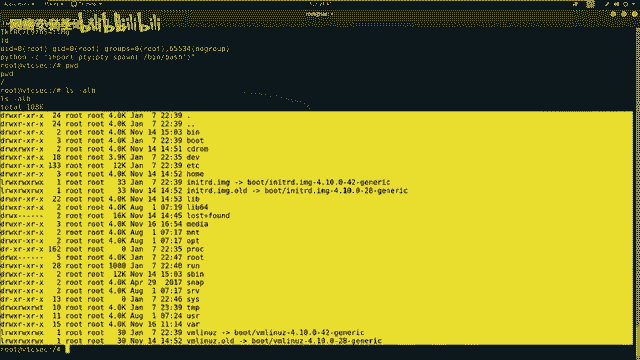 bilibili
id
uid=0(root) gid=0(root) groups=0(root),65534(nogroup)
python -c "import pty;pty.spawn('/bin/bash')"
root@vtcsec:/# pwd
pwd
/
root@vtcsec:/# ls -alh
ls -alh
total 108K
drwxr-xr-x 24 root root 4.0K Jan 7 22:39 .
drwxr-xr-x 24 root root 4.0K Jan 7 22:39 ..
drwxr-xr-x 2 root root 4.0K Nov 14 15:03 bin
drwxr-xr-x 3 root root 4.0K Jan 7 22:39 boot
drwxrwxr-x 2 root root 4.0K Nov 14 14:51 cdrom
drwxr-xr-x 18 root root 3.9K Jan 7 22:35 dev
drwxr-xr-x 133 root root 12K Jan 7 22:39 etc
drwxr-xr-x 3 root root 4.0K Nov 14 14:52 home
lrwxrwxrwx 1 root root 33 Jan 7 22:39 initrd.img -> boot/initrd.img-4.10.0-42-generic
lrwxrwxrwx 1 root root 33 Nov 14 14:52 initrd.img.old -> boot/initrd.img-4.10.0-28-generic
drwxr-xr-x 22 root root 4.0K Nov 14 14:53 lib
drwxr-xr-x 2 root root 4.0K Aug 1 07:19 lib64
drwx------ 2 root root 16K Nov 14 14:45 lost+found
drwxr-xr-x 3 root root 4.0K Nov 16 16:54 media
drwxr-xr-x 2 root root 4.0K Aug 1 07:17 mnt
drwxr-xr-x 2 root root 4.0K Aug 1 07:17 opt
dr-xr-xr-x 162 root root 0 Jan 7 22:35 proc
drwx------ 5 root root 4.0K Jan 7 22:47 root
drwxr-xr-x 28 root root 1000 Jan 7 22:40 run
drwxr-xr-x 2 root root 12K Nov 14 15:03 sbin
drwxr-xr-x 2 root root 4.0K Apr 29 2017 snap
drwxr-xr-x 2 root root 4.0K Aug 1 07:17 srv
dr-xr-xr-x 13 root root 0 Jan 7 22:46 sys
drwxrwxrwt 10 root root 4.0K Jan 7 23:39 tmp
drwxr-xr-x 11 root root 4.0K Aug 1 07:24 usr
drwxr-xr-x 15 root root 4.0K Nov 16 11:14 var
lrwxrwxrwx 1 root root 30 Jan 7 22:39 vmlinuz -> boot/vmlinuz-4.10.0-42-generic
lrwxrwxrwx 1 root root 30 Nov 14 14:52 vmlinuz.old -> boot/vmlinuz-4.10.0-28-generic
root@vtcsec:/#